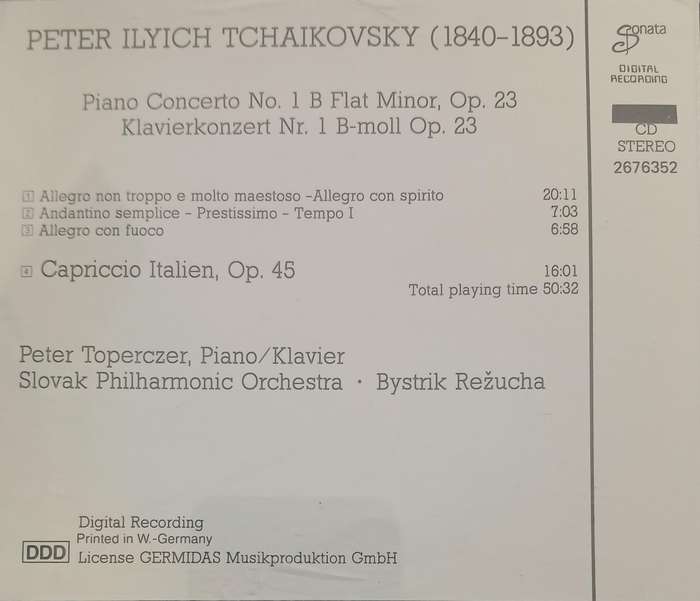 PETER ILYICH TCHAIKOVSKY (1840-1893)
Piano Concerto No. 1 B Flat Minor, Op. 23
Klavierkonzert Nr. 1 B-moll Op. 23
1 Allegro non troppo e molto maestoso -Allegro con spirito 20:11
2 Andantino semplice - Prestissimo - Tempo I 7:03
3 Allegro con fuoco 6:58
4 Capriccio Italien, Op. 45 16:01
Total playing time 50:32
Peter Toperczer, Piano/Klavier
Slovak Philharmonic Orchestra · Bystrik Režucha
Digital Recording
Printed in W.-Germany
DDD License GERMIDAS Musikproduktion GmbH
Sonata
DIGITAL
RECORDING
CD
STEREO
2676352